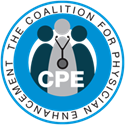 THE COALITION FOR PHYSICIAN ENHANCEMENT
CPE